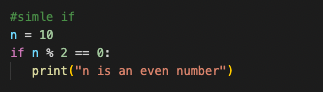 #simle if
n = 10
if n % 2 == 0:
   print("n is an even number")